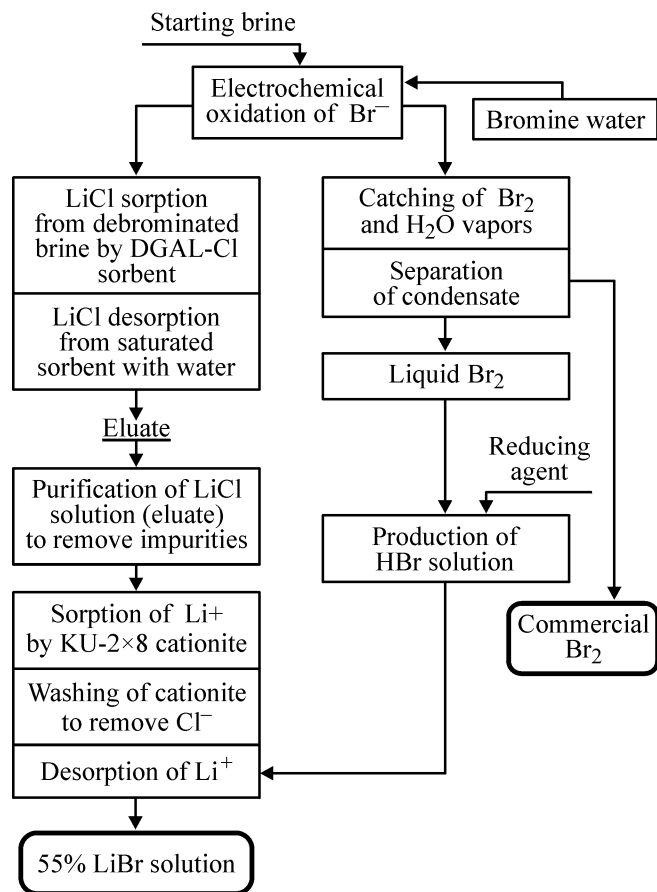 Starting brine
Electrochemical
oxidation of Br⁻
Bromine water
LiCl sorption
from debrominated
brine by DGAL-Cl
sorbent
LiCl desorption
from saturated
sorbent with water
Eluate
Purification of LiCl
solution (eluate)
to remove impurities
Sorption of Li+
by KU-2×8 cationite
Washing of cationite
to remove Cl⁻
Desorption of Li⁺
55% LiBr solution
Catching of Br₂
and H₂O vapors
Separation
of condensate
Liquid Br₂
Reducing
agent
Production of
HBr solution
Commercial
Br₂